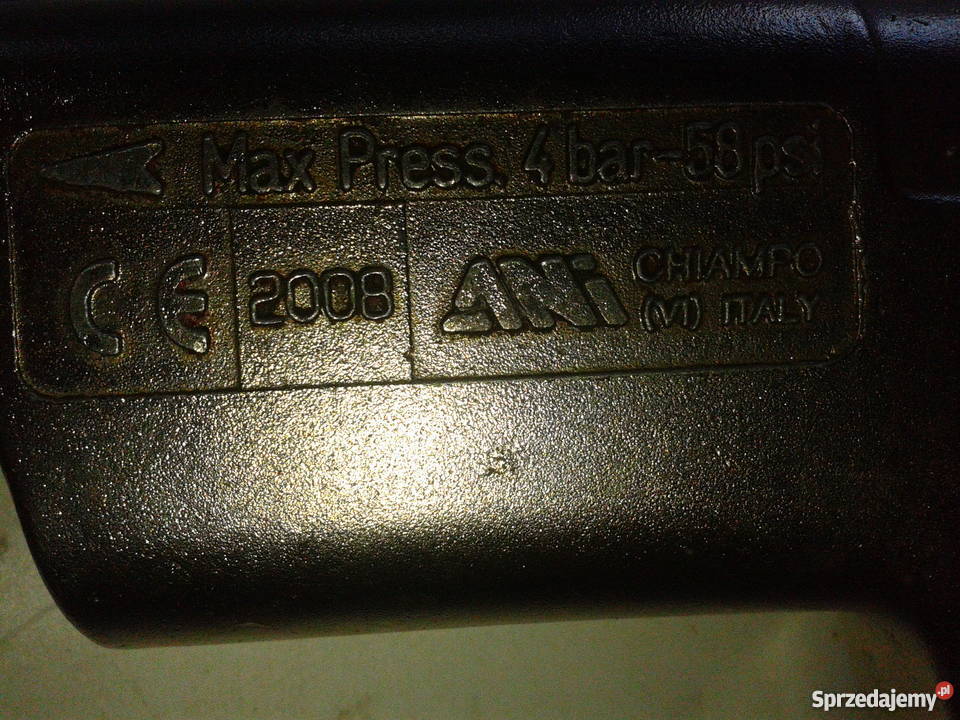 Max Press. 4 bar-58 psi
CE 2008 ANi CHIAMPO
(VI) ITALY
Sprzedajemy.pl